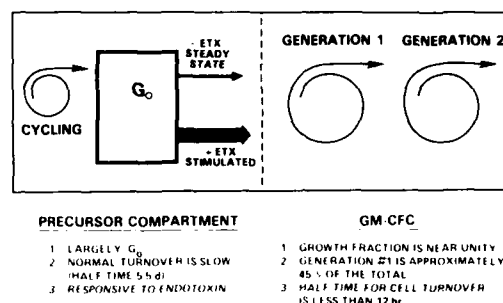 - ETX
STEADY
STATE
G₀
CYCLING
+ ETX
STIMULATED
GENERATION 1
GENERATION 2
PRECURSOR COMPARTMENT
1 LARGELY G₀
2 NORMAL TURNOVER IS SLOW
(HALF TIME 5.5 d)
3 RESPONSIVE TO ENDOTOXIN
GM-CFC
1 GROWTH FRACTION IS NEAR UNITY
2 GENERATION #1 IS APPROXIMATELY
45% OF THE TOTAL
3 HALF TIME FOR CELL TURNOVER
IS LESS THAN 12 hr